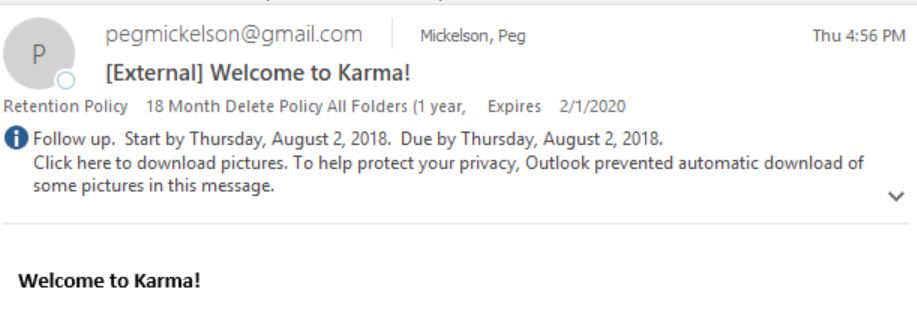 pegmickelson@gmail.com Mickelson, Peg Thu 4:56 PM
P
[External] Welcome to Karma!
Retention Policy 18 Month Delete Policy All Folders (1 year, Expires 2/1/2020
i Follow up. Start by Thursday, August 2, 2018. Due by Thursday, August 2, 2018.
Click here to download pictures. To help protect your privacy, Outlook prevented automatic download of
some pictures in this message.
Welcome to Karma!